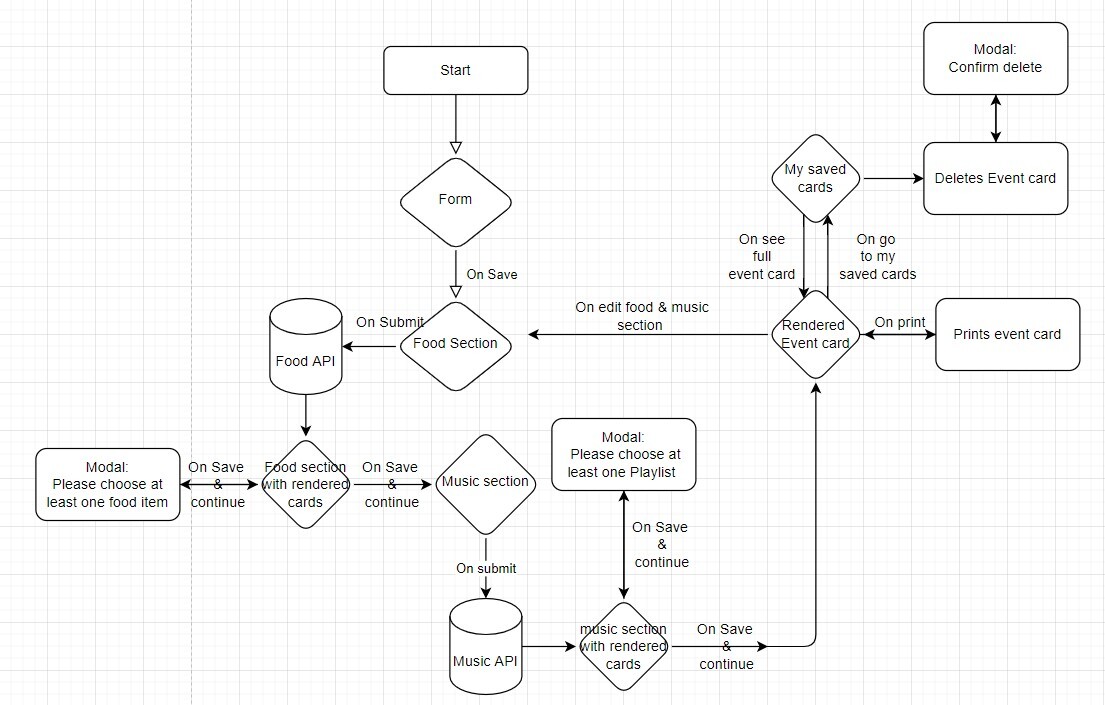 Start
Modal:
Confirm delete
My saved
cards
Deletes Event card
Form
On Save
On see
full
event card
On go
to my
saved cards
On edit food & music
section
Rendered
Event card
On print
Prints event card
On Submit
Food Section
Food API
Modal:
Please choose at
least one food item
On Save
&
continue
Food section
with rendered
cards
On Save
&
continue
Music section
Modal:
Please choose at
least one Playlist
On Save
&
continue
On submit
Music API
music section
with rendered
cards
On Save
&
continue